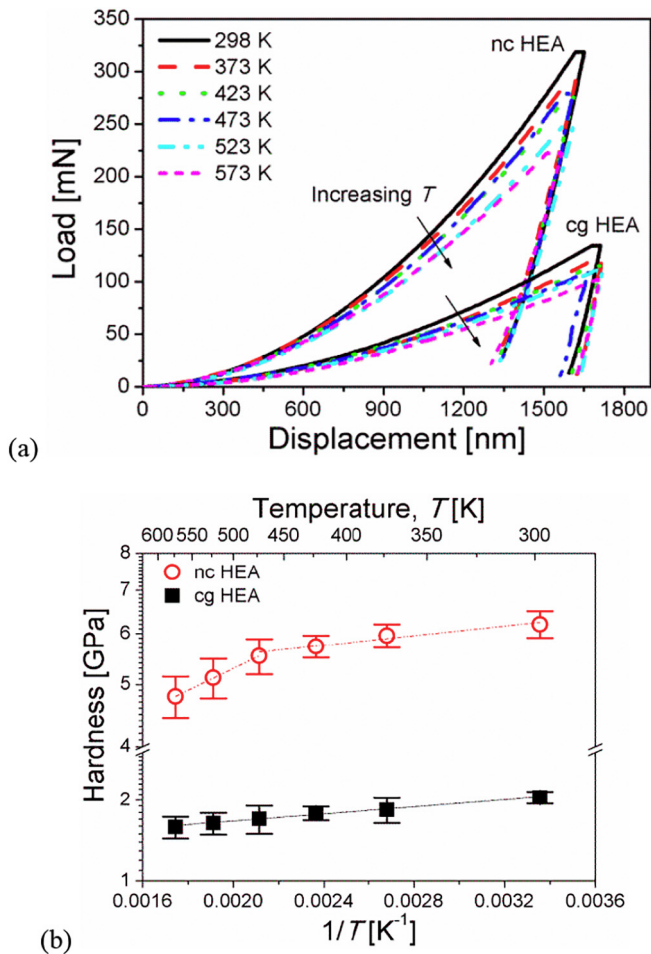 350
300
250
200
150
100
50
0
Load [mN]
298 K
373 K
423 K
473 K
523 K
573 K
nc HEA
Increasing T
cg HEA
0 300 600 900 1200 1500 1800
Displacement [nm]
(a)
Temperature, T [K]
600 550 500 450 400 350 300
8
7
6
5
4
2
1
Hardness [GPa]
nc HEA
cg HEA
0.0016 0.0020 0.0024 0.0028 0.0032 0.0036
1/T [K-1]
(b)